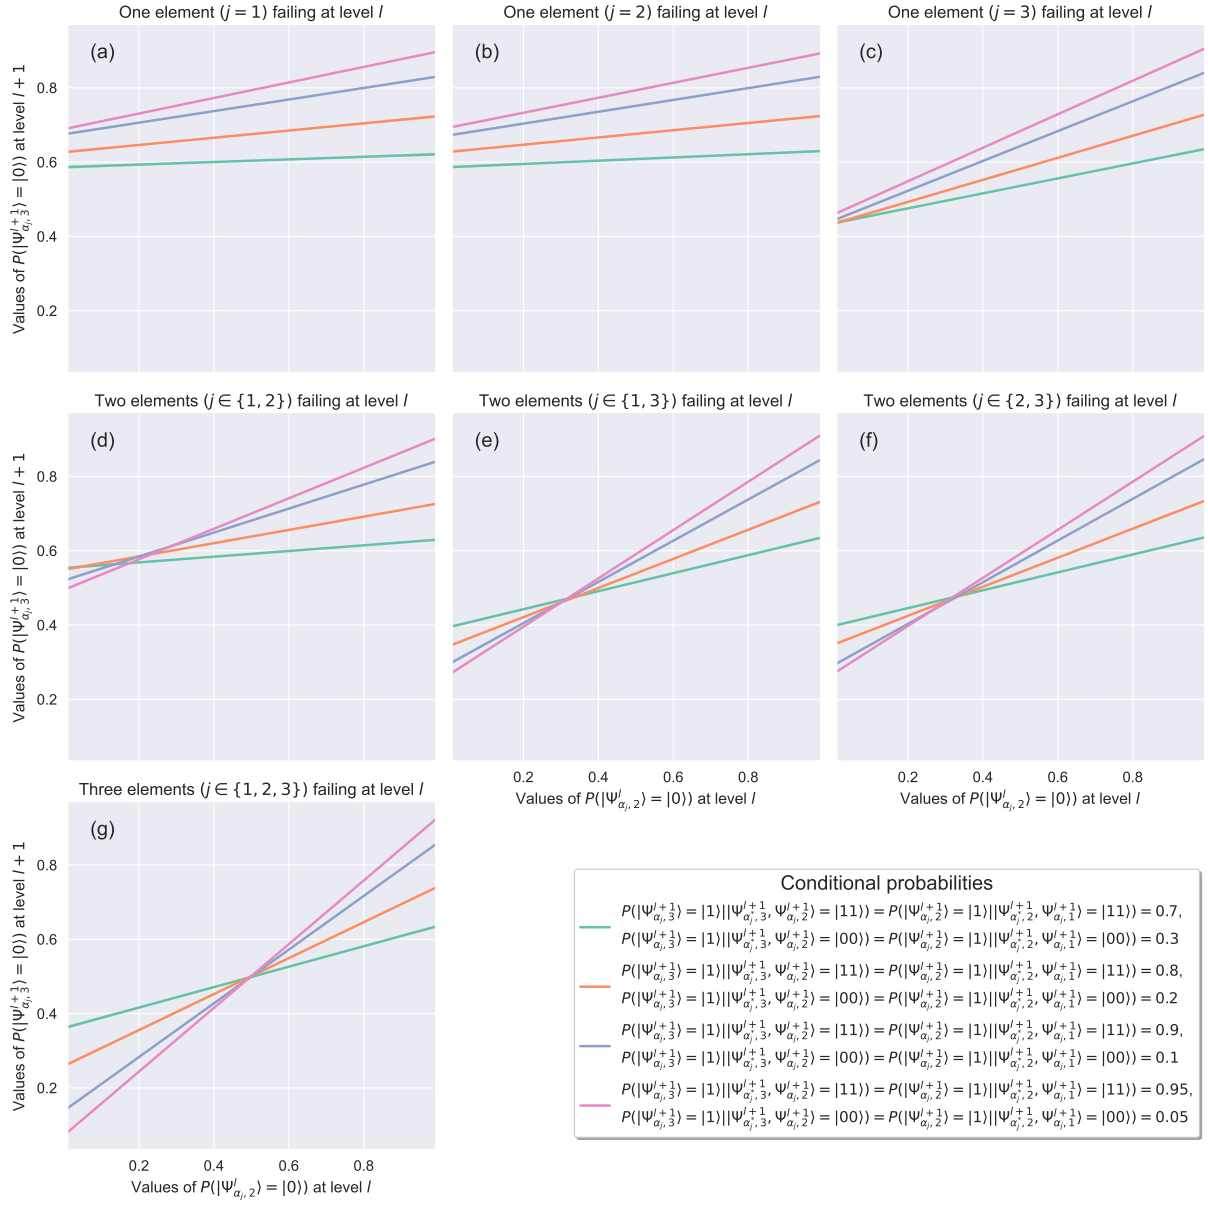 One element (j = 1) failing at level l
One element (j = 2) failing at level l
One element (j = 3) failing at level l
(a)
(b)
(c)
0.8
0.6
0.4
0.2
Values of P(|Ψ^{l+1}_{α_j, 3}⟩ = |0⟩) at level l + 1
Two elements (j ∈ {1, 2}) failing at level l
Two elements (j ∈ {1, 3}) failing at level l
Two elements (j ∈ {2, 3}) failing at level l
(d)
(e)
(f)
0.8
0.6
0.4
0.2
Values of P(|Ψ^{l+1}_{α_j, 3}⟩ = |0⟩) at level l + 1
0.2 0.4 0.6 0.8
Values of P(|Ψ^l_{α_j, 2}⟩ = |0⟩) at level l
0.2 0.4 0.6 0.8
Values of P(|Ψ^l_{α_j, 2}⟩ = |0⟩) at level l
Three elements (j ∈ {1, 2, 3}) failing at level l
(g)
0.8
0.6
0.4
0.2
Values of P(|Ψ^{l+1}_{α_j, 3}⟩ = |0⟩) at level l + 1
0.2 0.4 0.6 0.8
Values of P(|Ψ^l_{α_j, 2}⟩ = |0⟩) at level l
Conditional probabilities
P(|Ψ^{l+1}_{α_j, 3}⟩ = |1⟩||Ψ^{l+1}_{α_j^*, 3}, Ψ^{l+1}_{α_j, 2}⟩ = |11⟩) = P(|Ψ^{l+1}_{α_j, 2}⟩ = |1⟩||Ψ^{l+1}_{α_j^*, 2}, Ψ^{l+1}_{α_j, 1}⟩ = |11⟩) = 0.7,
P(|Ψ^{l+1}_{α_j, 3}⟩ = |1⟩||Ψ^{l+1}_{α_j^*, 3}, Ψ^{l+1}_{α_j, 2}⟩ = |00⟩) = P(|Ψ^{l+1}_{α_j, 2}⟩ = |1⟩||Ψ^{l+1}_{α_j^*, 2}, Ψ^{l+1}_{α_j, 1}⟩ = |00⟩) = 0.3
P(|Ψ^{l+1}_{α_j, 3}⟩ = |1⟩||Ψ^{l+1}_{α_j^*, 3}, Ψ^{l+1}_{α_j, 2}⟩ = |11⟩) = P(|Ψ^{l+1}_{α_j, 2}⟩ = |1⟩||Ψ^{l+1}_{α_j^*, 2}, Ψ^{l+1}_{α_j, 1}⟩ = |11⟩) = 0.8,
P(|Ψ^{l+1}_{α_j, 3}⟩ = |1⟩||Ψ^{l+1}_{α_j^*, 3}, Ψ^{l+1}_{α_j, 2}⟩ = |00⟩) = P(|Ψ^{l+1}_{α_j, 2}⟩ = |1⟩||Ψ^{l+1}_{α_j^*, 2}, Ψ^{l+1}_{α_j, 1}⟩ = |00⟩) = 0.2
P(|Ψ^{l+1}_{α_j, 3}⟩ = |1⟩||Ψ^{l+1}_{α_j^*, 3}, Ψ^{l+1}_{α_j, 2}⟩ = |11⟩) = P(|Ψ^{l+1}_{α_j, 2}⟩ = |1⟩||Ψ^{l+1}_{α_j^*, 2}, Ψ^{l+1}_{α_j, 1}⟩ = |11⟩) = 0.9,
P(|Ψ^{l+1}_{α_j, 3}⟩ = |1⟩||Ψ^{l+1}_{α_j^*, 3}, Ψ^{l+1}_{α_j, 2}⟩ = |00⟩) = P(|Ψ^{l+1}_{α_j, 2}⟩ = |1⟩||Ψ^{l+1}_{α_j^*, 2}, Ψ^{l+1}_{α_j, 1}⟩ = |00⟩) = 0.1
P(|Ψ^{l+1}_{α_j, 3}⟩ = |1⟩||Ψ^{l+1}_{α_j^*, 3}, Ψ^{l+1}_{α_j, 2}⟩ = |11⟩) = P(|Ψ^{l+1}_{α_j, 2}⟩ = |1⟩||Ψ^{l+1}_{α_j^*, 2}, Ψ^{l+1}_{α_j, 1}⟩ = |11⟩) = 0.95,
P(|Ψ^{l+1}_{α_j, 3}⟩ = |1⟩||Ψ^{l+1}_{α_j^*, 3}, Ψ^{l+1}_{α_j, 2}⟩ = |00⟩) = P(|Ψ^{l+1}_{α_j, 2}⟩ = |1⟩||Ψ^{l+1}_{α_j^*, 2}, Ψ^{l+1}_{α_j, 1}⟩ = |00⟩) = 0.05